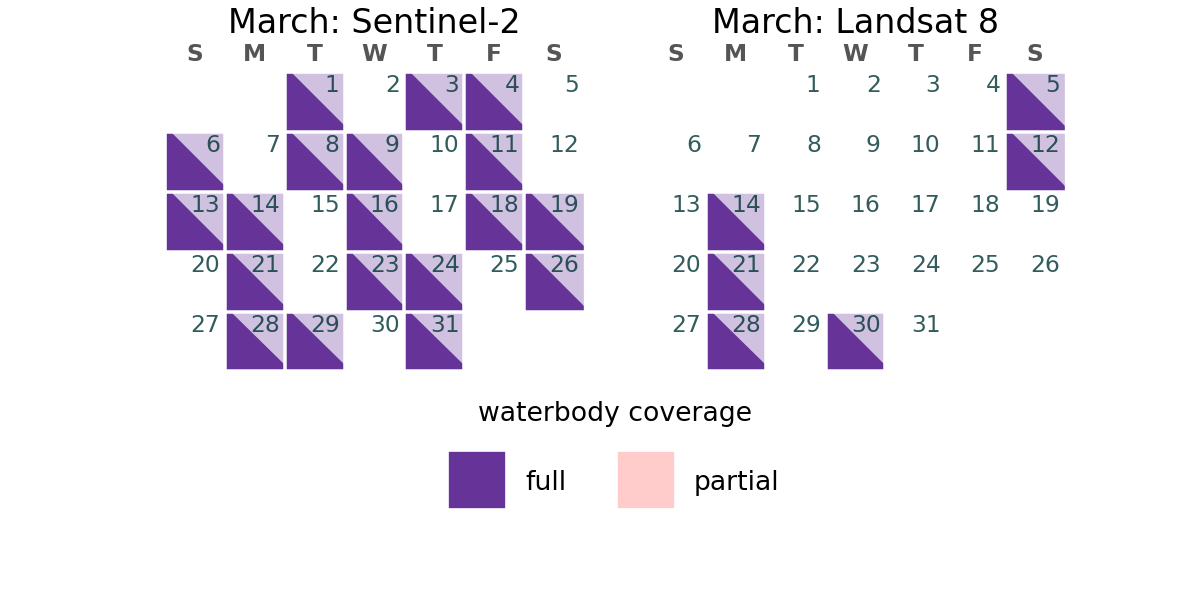 March: Sentinel-2
S M T W T F S
1 2 3 4 5
6 7 8 9 10 11 12
13 14 15 16 17 18 19
20 21 22 23 24 25 26
27 28 29 30 31
March: Landsat 8
S M T W T F S
1 2 3 4 5
6 7 8 9 10 11 12
13 14 15 16 17 18 19
20 21 22 23 24 25 26
27 28 29 30 31
waterbody coverage
full partial